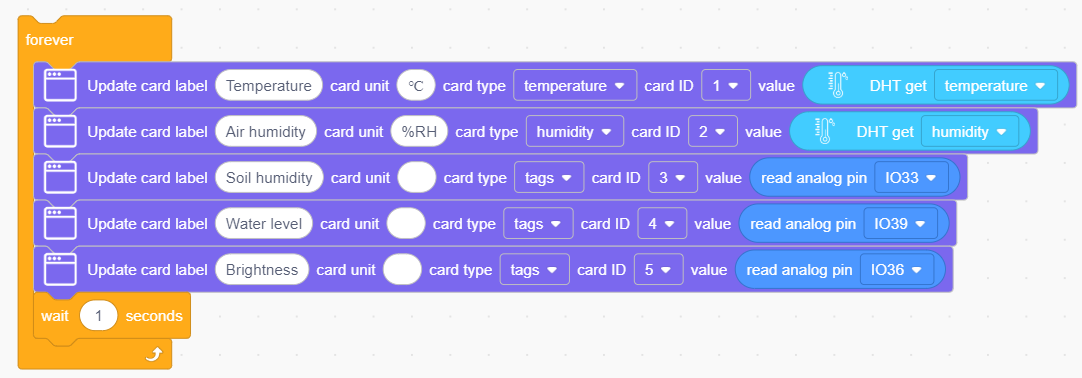 forever
Update card label Temperature card unit ℃ card type temperature card ID 1 value DHT get temperature
Update card label Air humidity card unit %RH card type humidity card ID 2 value DHT get humidity
Update card label Soil humidity card unit card type tags card ID 3 value read analog pin IO33
Update card label Water level card unit card type tags card ID 4 value read analog pin IO39
Update card label Brightness card unit card type tags card ID 5 value read analog pin IO36
wait 1 seconds